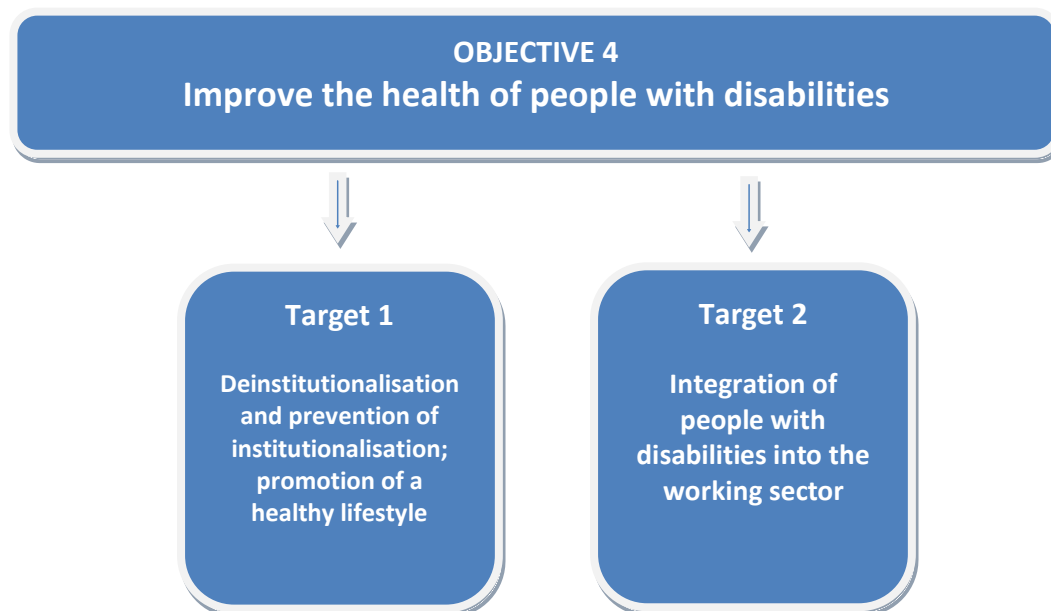 OBJECTIVE 4
Improve the health of people with disabilities
Target 1
Deinstitutionalisation
and prevention of
institutionalisation;
promotion of a
healthy lifestyle
Target 2
Integration of
people with
disabilities into the
working sector